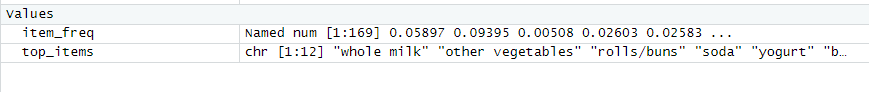 Values
item_freq Named num [1:169] 0.05897 0.09395 0.00508 0.02603 0.02583 ...
top_items chr [1:12] "whole milk" "other vegetables" "rolls/buns" "soda" "yogurt" "b…